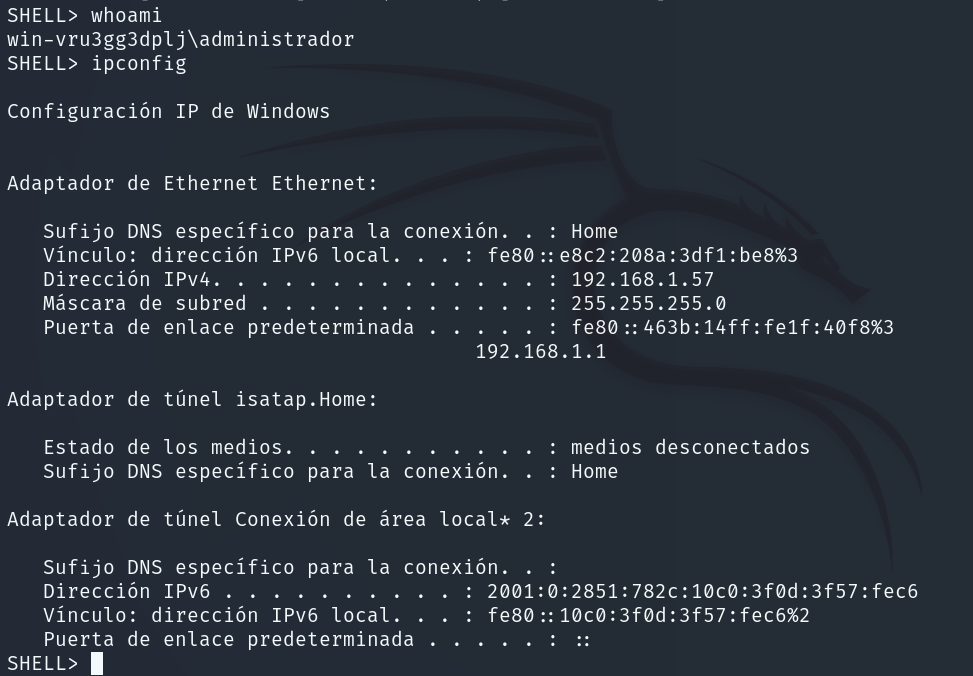 SHELL> whoami
win-vru3gg3dplj\administrador
SHELL> ipconfig
Configuración IP de Windows
Adaptador de Ethernet Ethernet:
Sufijo DNS específico para la conexión. . : Home
Vínculo: dirección IPv6 local. . . : fe80::e8c2:208a:3df1:be8%3
Dirección IPv4. . . . . . . . . . . . . . : 192.168.1.57
Máscara de subred . . . . . . . . . . . . : 255.255.255.0
Puerta de enlace predeterminada . . . . . : fe80::463b:14ff:fe1f:40f8%3
192.168.1.1
Adaptador de túnel isatap.Home:
Estado de los medios. . . . . . . . . . . : medios desconectados
Sufijo DNS específico para la conexión. . : Home
Adaptador de túnel Conexión de área local* 2:
Sufijo DNS específico para la conexión. . :
Dirección IPv6 . . . . . . . . . . : 2001:0:2851:782c:10c0:3f0d:3f57:fec6
Vínculo: dirección IPv6 local. . . : fe80::10c0:3f0d:3f57:fec6%2
Puerta de enlace predeterminada . . . . . : ::
SHELL>